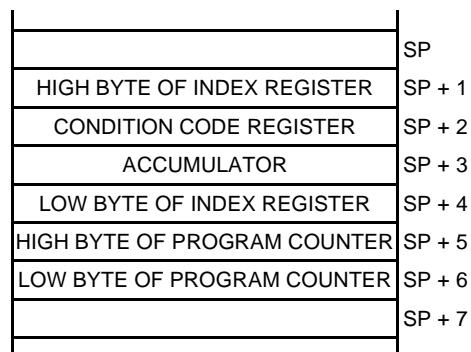 SP
HIGH BYTE OF INDEX REGISTER SP + 1
CONDITION CODE REGISTER SP + 2
ACCUMULATOR SP + 3
LOW BYTE OF INDEX REGISTER SP + 4
HIGH BYTE OF PROGRAM COUNTER SP + 5
LOW BYTE OF PROGRAM COUNTER SP + 6
SP + 7